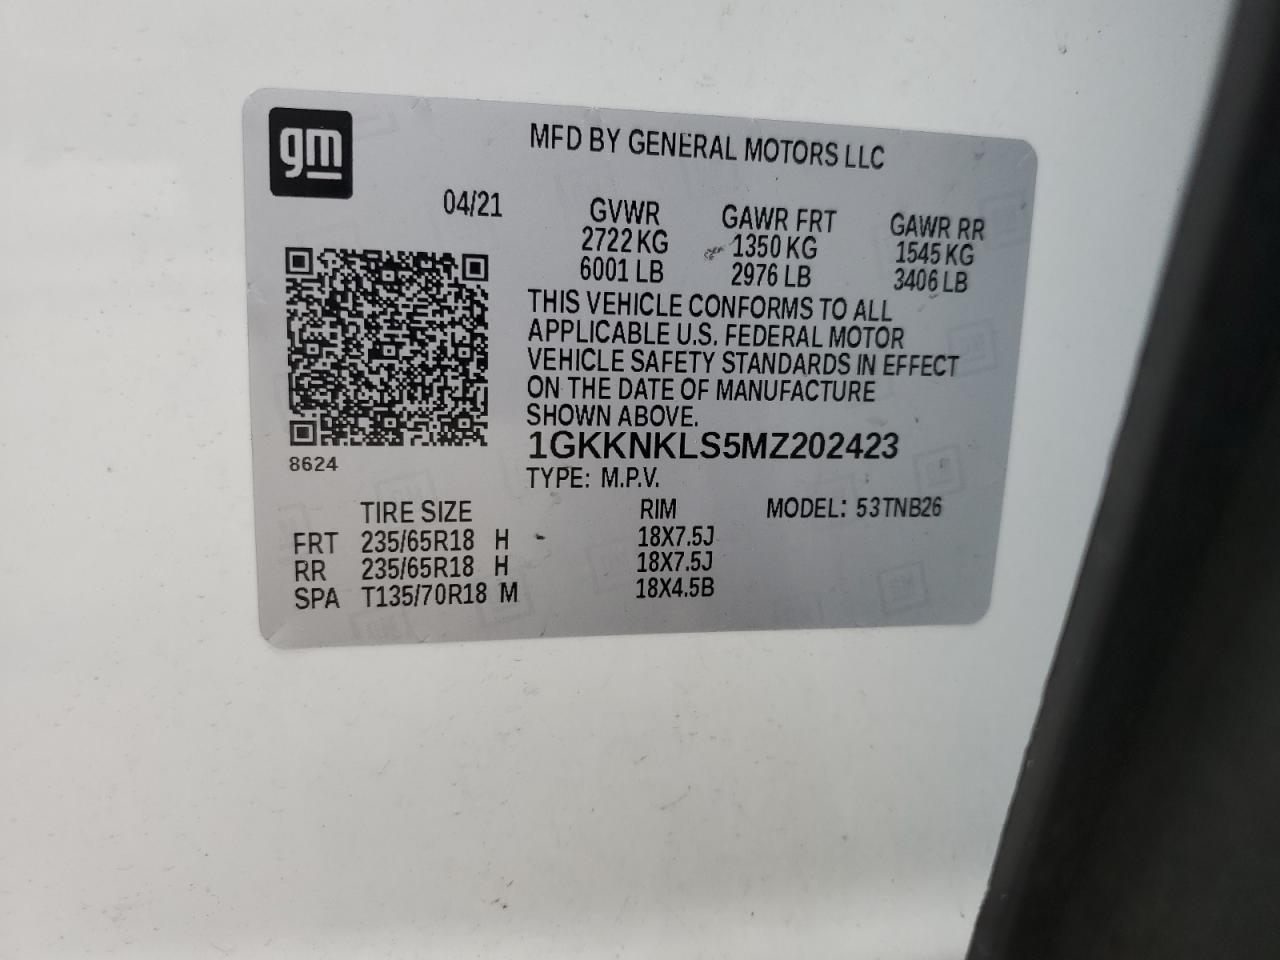 gm
MFD BY GENERAL MOTORS LLC
04/21
GVWR GAWR FRT GAWR RR
2722 KG 1350 KG 1545 KG
6001 LB 2976 LB 3406 LB
THIS VEHICLE CONFORMS TO ALL
APPLICABLE U.S. FEDERAL MOTOR
VEHICLE SAFETY STANDARDS IN EFFECT
ON THE DATE OF MANUFACTURE
SHOWN ABOVE.
1GKKNKLS5MZ202423
8624
TYPE: M.P.V.
TIRE SIZE RIM MODEL: 53TNB26
FRT 235/65R18 H 18X7.5J
RR 235/65R18 H 18X7.5J
SPA T135/70R18 M 18X4.5B